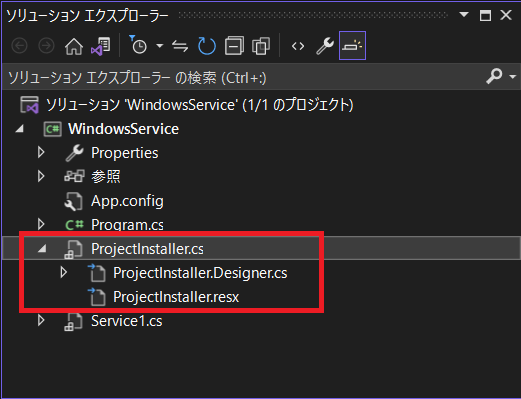 ソリューション エクスプローラー
ソリューション エクスプローラー の検索 (Ctrl+:)
ソリューション 'WindowsService' (1/1 のプロジェクト)
C# WindowsService
Properties
参照
App.config
C# Program.cs
ProjectInstaller.cs
ProjectInstaller.Designer.cs
ProjectInstaller.resx
Service1.cs